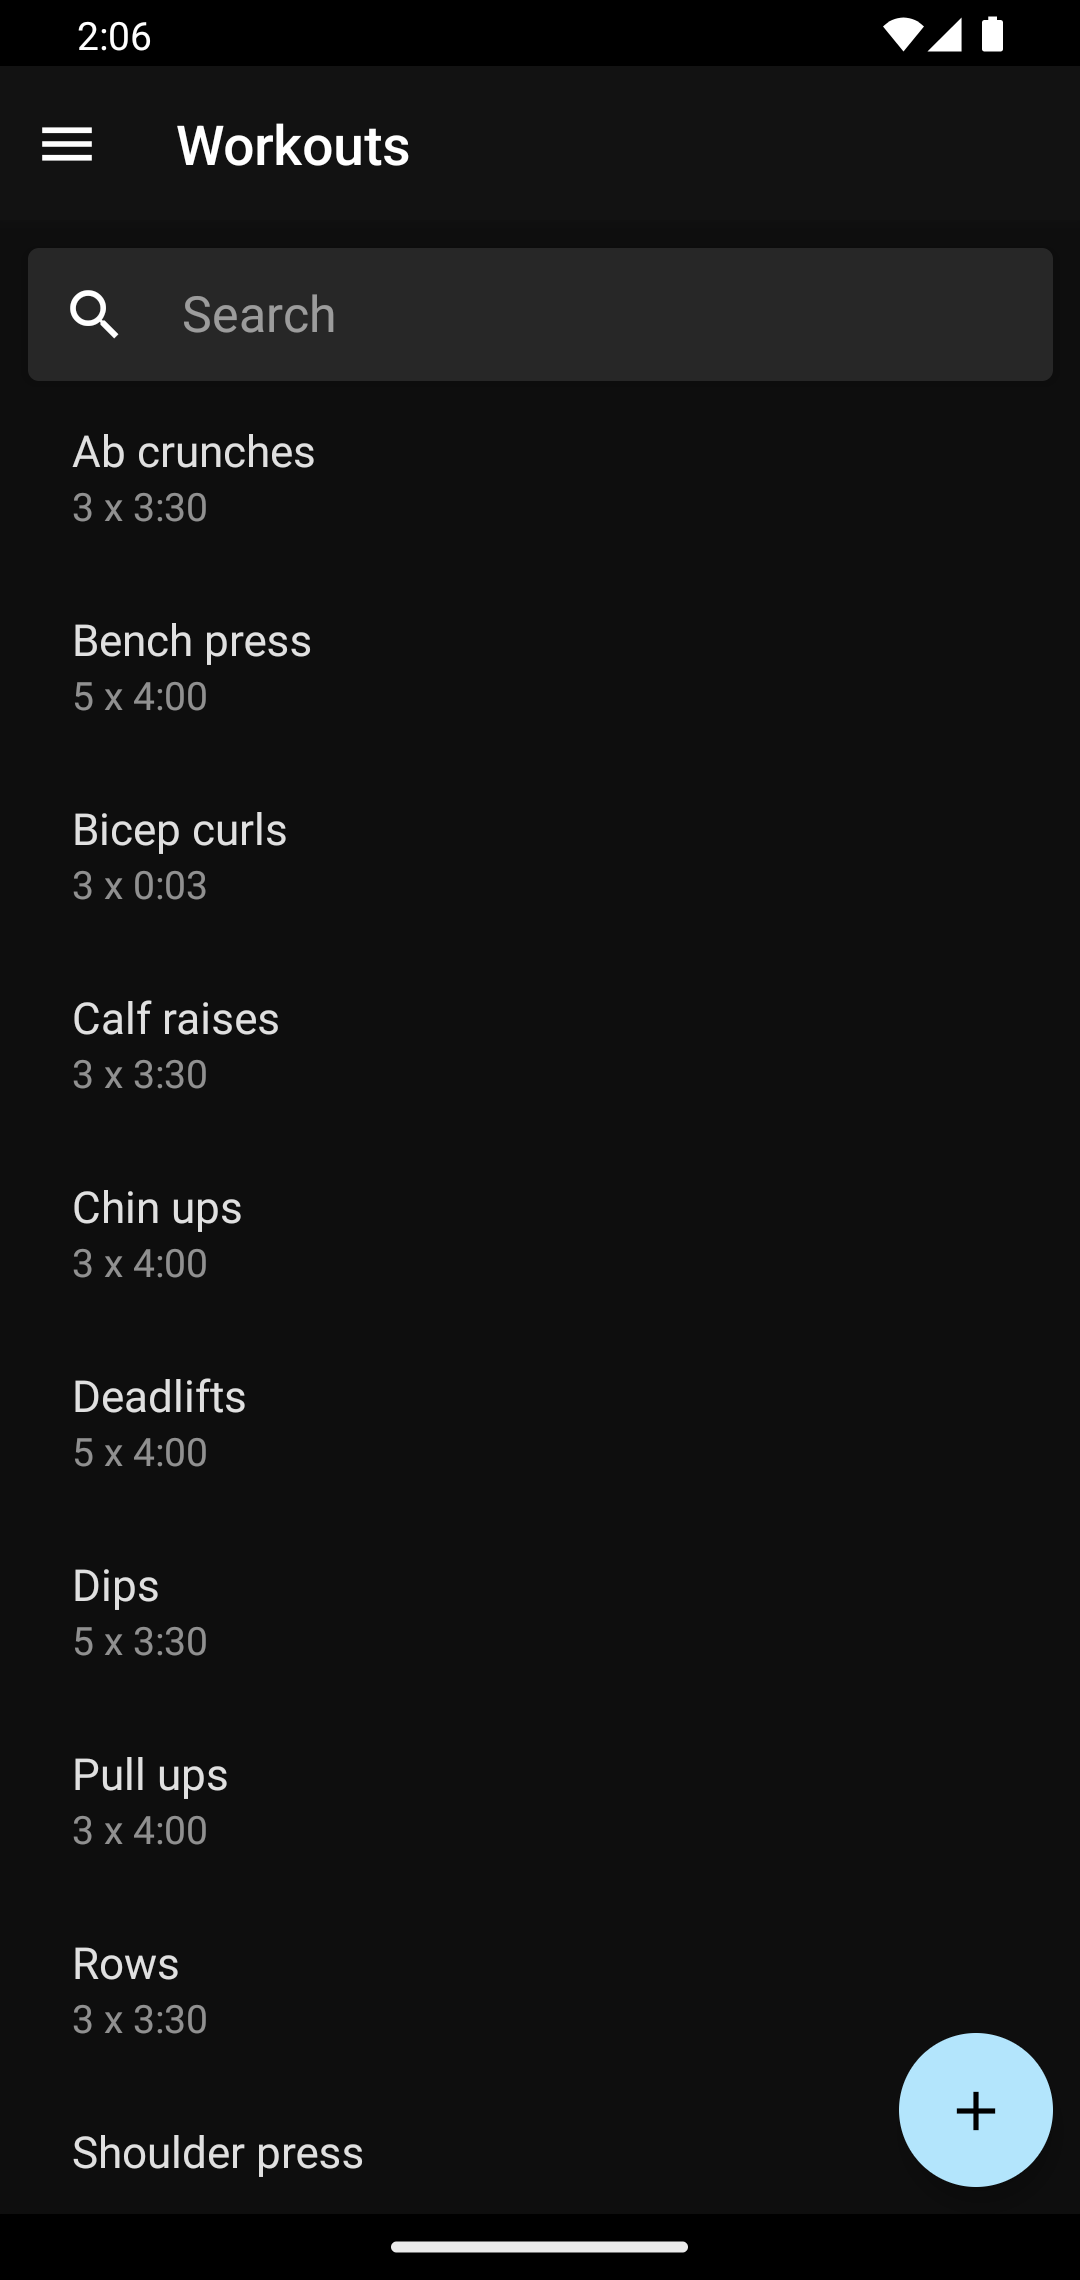 2:06
Workouts
Search
Ab crunches
3 x 3:30
Bench press
5 x 4:00
Bicep curls
3 x 0:03
Calf raises
3 x 3:30
Chin ups
3 x 4:00
Deadlifts
5 x 4:00
Dips
5 x 3:30
Pull ups
3 x 4:00
Rows
3 x 3:30
Shoulder press